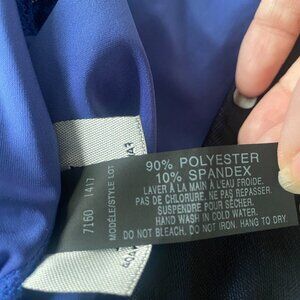 90% POLYESTER
10% SPANDEX
LAVER À LA MAIN À L'EAU FROIDE.
PAS DE CHLORURE, NE PAS REPASSER.
SUSPENDRE POUR SÉCHER.
HAND WASH IN COLD WATER.
DO NOT BLEACH. DO NOT IRON. HANG TO DRY.
MODÈLE/STYLE LOT
7160 1417